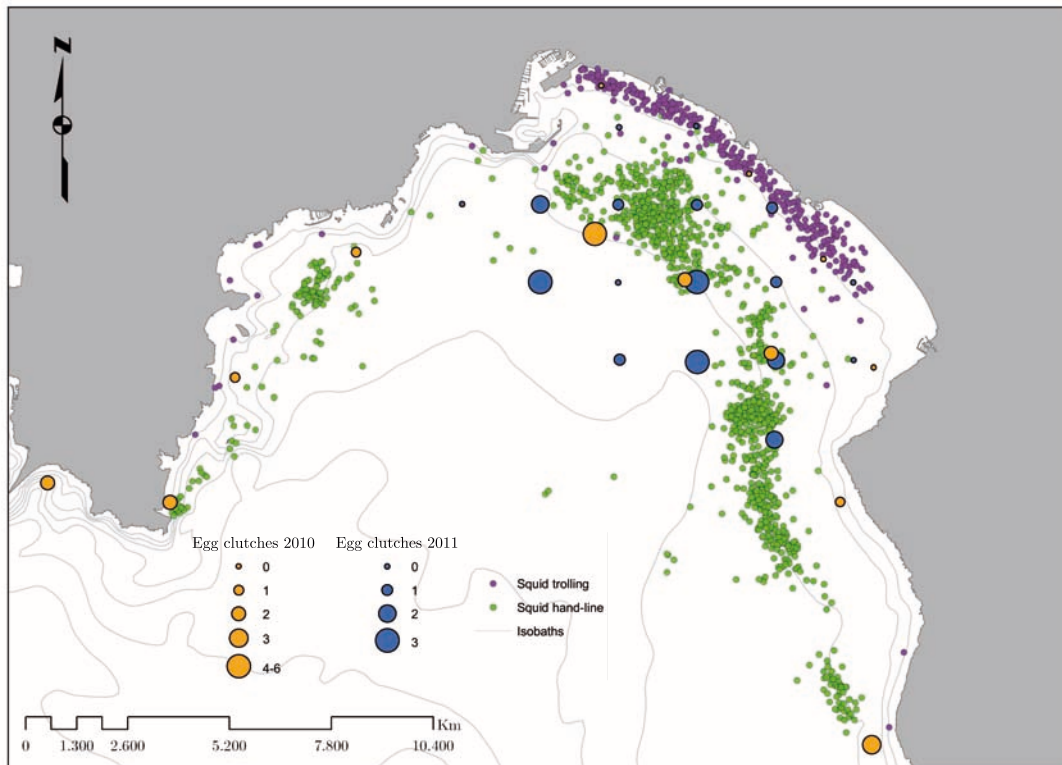 N
Egg clutches 2010 Egg clutches 2011
0 0
1 1 Squid trolling
2 2 Squid hand-line
3 3 Isobaths
4-6
Km
0 1.300 2.600 5.200 7.800 10.400